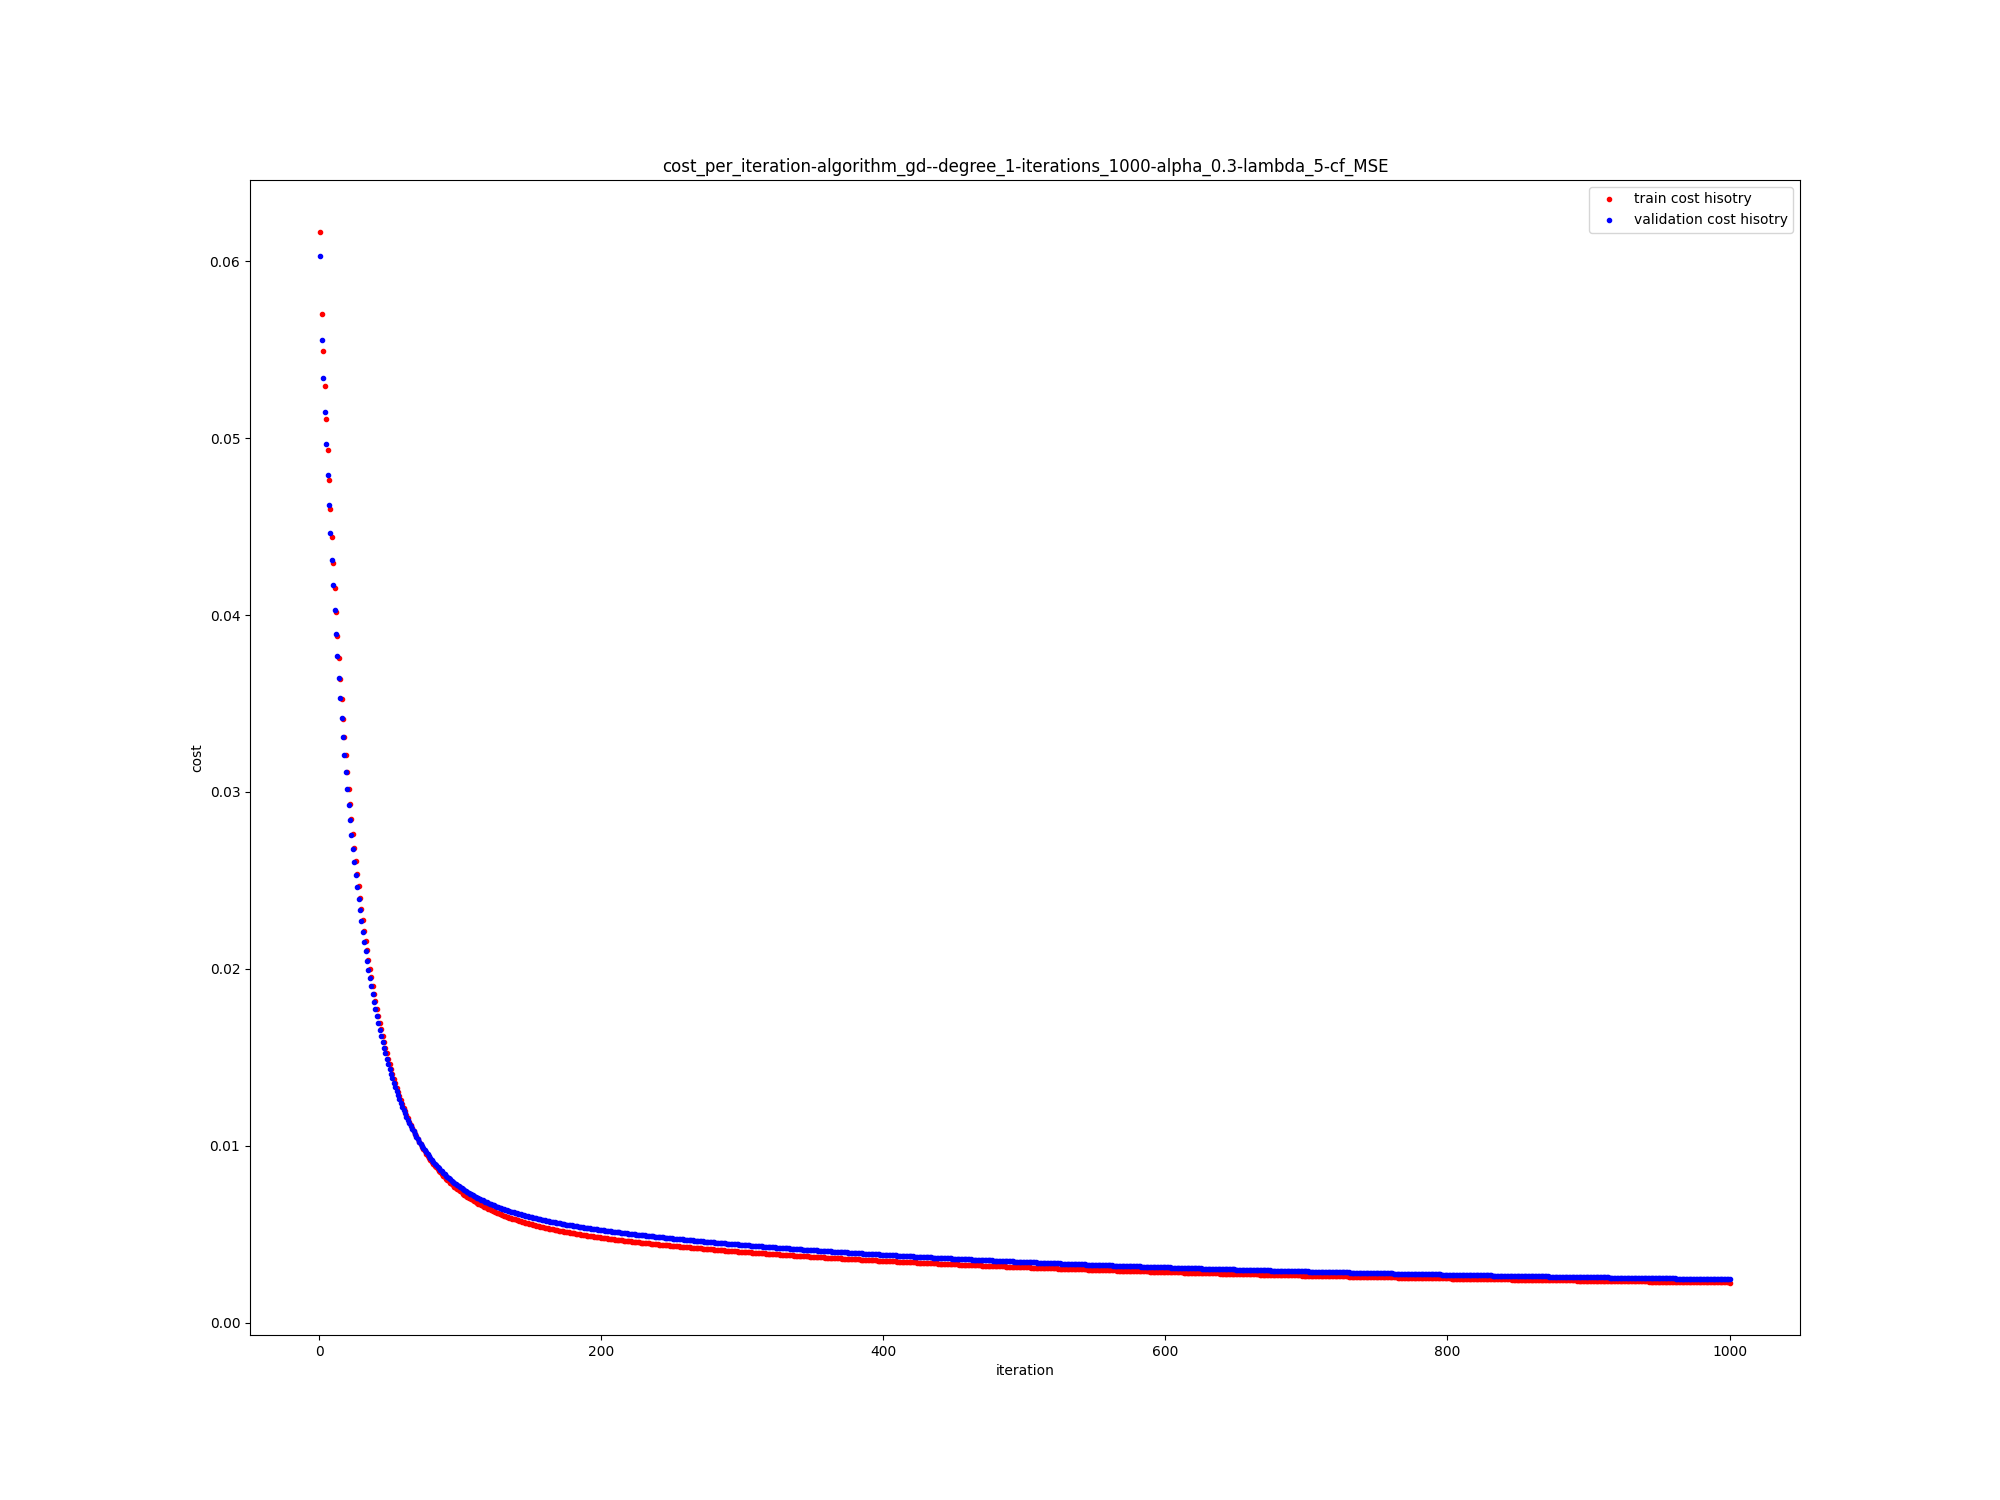 cost_per_iteration-algorithm_gd--degree_1-iterations_1000-alpha_0.3-lambda_5-cf_MSE
train cost hisotry
validation cost hisotry
0.06
0.05
0.04
cost
0.03
0.02
0.01
0.00
0 200 400 600 800 1000
iteration